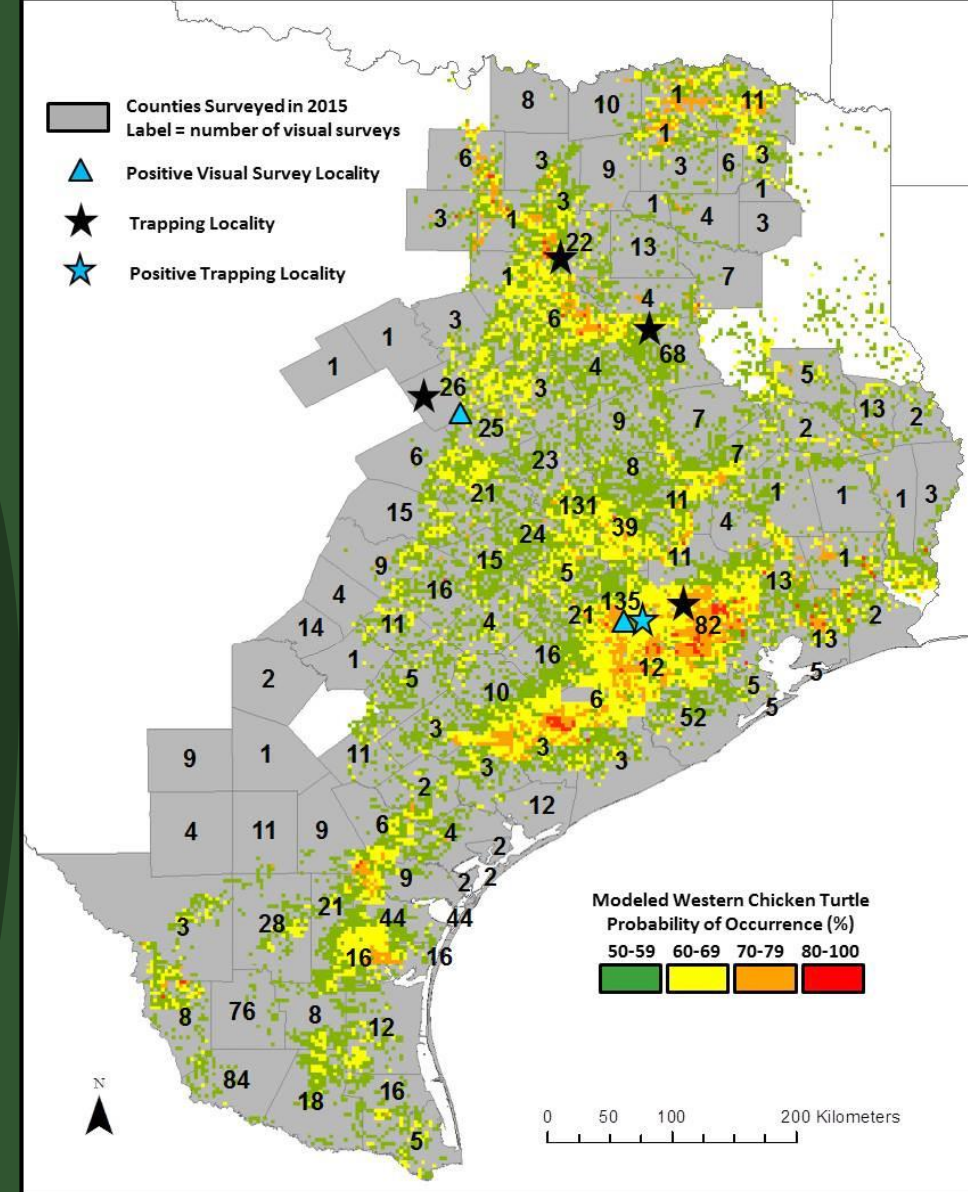 Counties Surveyed in 2015
Label = number of visual surveys
Positive Visual Survey Locality
Trapping Locality
Positive Trapping Locality
8 10 1 11
1
6 3 9 3 6 3
1
3 1 3 1 4 3
22 13
1 7
4
3 6
1 68
1 4 5
26 3
25 9 7 13 2
2
6 23 8 7
21 131 11 1 1 1 3
15 39 4
24
15 5 11 1
9 16 13
4 135
14 11 4 21 82 2
13
1 16 12
2 5 5 5
10 6 5
3 52
9 1 11 3
3 3
2
12
4 11 9 6 4
2
9 2 2
21
3 28 44 44
16 16
8 76 8 12
84 18 16
5
Modeled Western Chicken Turtle
Probability of Occurrence (%)
50-59 60-69 70-79 80-100
N
0 50 100 200 Kilometers